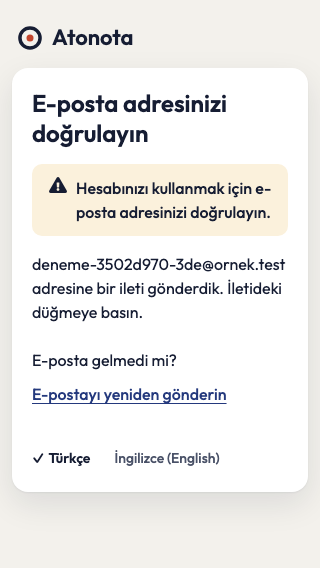 Atonota
E-posta adresinizi
doğrulayın
Hesabınızı kullanmak için e-
posta adresinizi doğrulayın.
deneme-3502d970-3de@ornek.test
adresine bir ileti gönderdik. İletideki
düğmeye basın.
E-posta gelmedi mi?
E-postayı yeniden gönderin
Türkçe İngilizce (English)